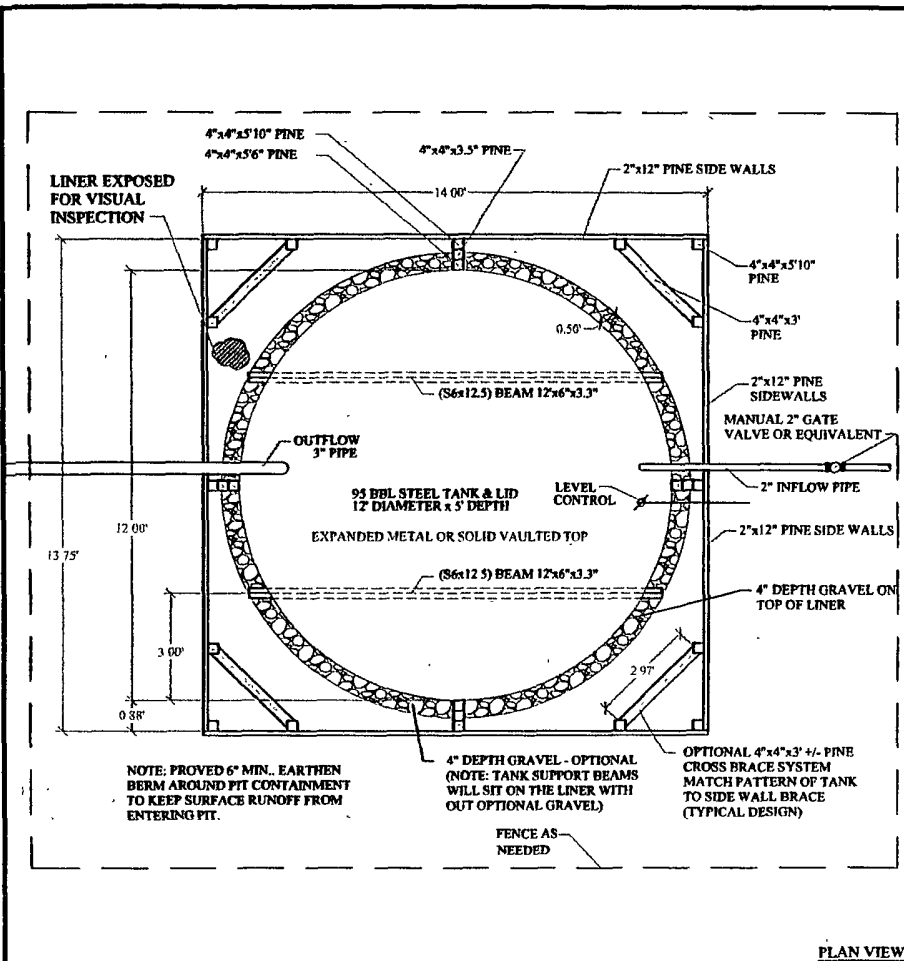 4"x4"x5'10" PINE
4"x4"x5'6" PINE
4"x4"x3.5" PINE
2"x12" PINE SIDE WALLS
LINER EXPOSED
FOR VISUAL
INSPECTION
14 00'
4"x4"x5'10"
PINE
4"x4"x3'
PINE
0.50'
2"x12" PINE
SIDEWALLS
(S6x12.5) BEAM 12'x6"x3.3"
MANUAL 2" GATE
VALVE OR EQUIVALENT
OUTFLOW
3" PIPE
2" INFLOW PIPE
LEVEL
CONTROL
95 BBL STEEL TANK & LID
12' DIAMETER x 5' DEPTH
EXPANDED METAL OR SOLID VAULTED TOP
2"x12" PINE SIDE WALLS
12 00'
13 75'
(S6x12 5) BEAM 12'x6"x3.3"
4" DEPTH GRAVEL ON
TOP OF LINER
3 00'
2.97'
0.88'
NOTE: PROVED 6" MIN.. EARTHEN
BERM AROUND PIT CONTAINMENT
TO KEEP SURFACE RUNOFF FROM
ENTERING PIT.
4" DEPTH GRAVEL - OPTIONAL
(NOTE: TANK SUPPORT BEAMS
WILL SIT ON THE LINER WITH
OUT OPTIONAL GRAVEL)
OPTIONAL 4"x4"x3' +/- PINE
CROSS BRACE SYSTEM
MATCH PATTERN OF TANK
TO SIDE WALL BRACE
(TYPICAL DESIGN)
FENCE AS
NEEDED
PLAN VIEW